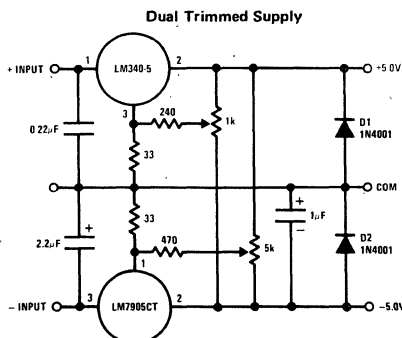 Dual Trimmed Supply
+ INPUT
1
LM340-5
2
+5.0V
3
240
1k
0.22µF
33
D1
1N4001
COM
33
+
2.2µF
+
1µF
−
470
5k
D2
1N4001
1
− INPUT
3
LM7905CT
2
−5.0V